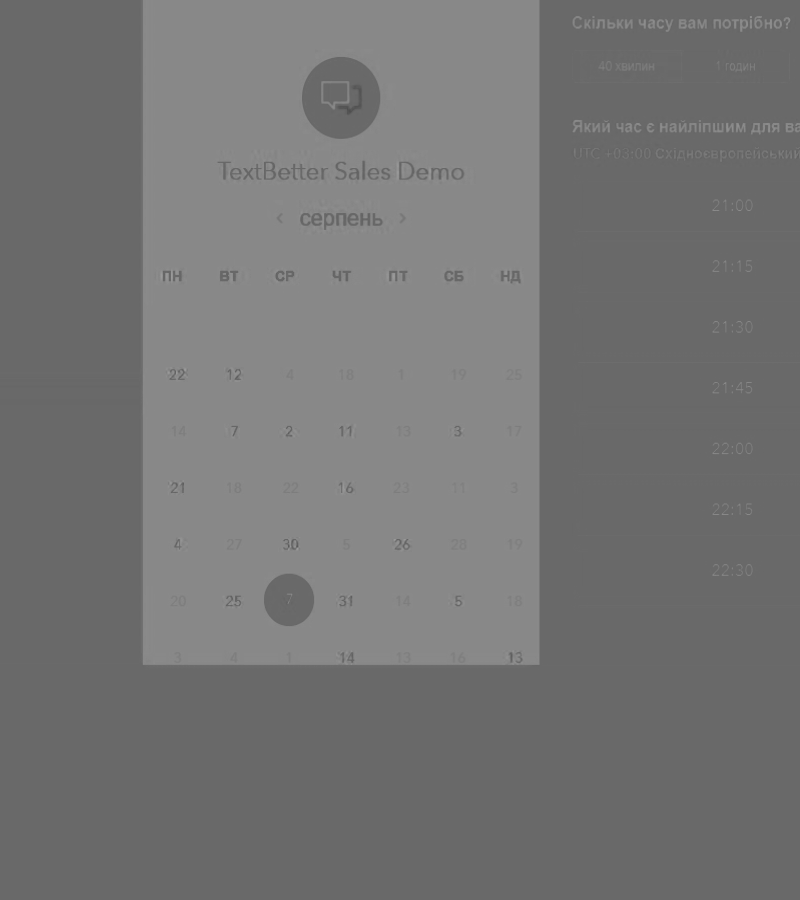 TextBetter Sales Demo
‹ серпень ›
ПН ВТ СР ЧТ ПТ СБ НД
22 12 4 18 1 19 25
14 7 2 11 13 3 17
21 18 22 16 23 11 3
4 27 30 5 26 28 19
20 25 7 31 14 5 18
3 4 1 14 13 16 13
Скільки часу вам потрібно?
40 хвилин 1 годин
Який час є найліпшим для
UTC +03:00 Східноєвропейський
21:00
21:15
21:30
21:45
22:00
22:15
22:30